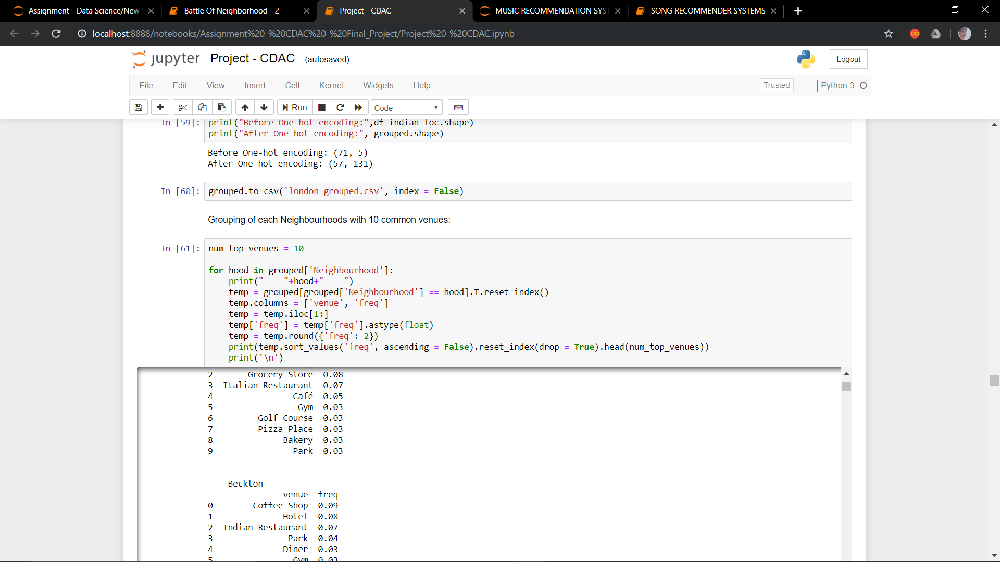 Assignment - Data Science/New
Battle Of Neighborhood - 2
Project - CDAC
MUSIC RECOMMENDATION SYST
SONG RECOMMENDER SYSTEMS
localhost:8888/notebooks/Assignment%20-%20CDAC%20-%20Final_Project/Project%20-%20CDAC.ipynb
jupyter Project - CDAC (autosaved)
Logout
File Edit View Insert Cell Kernel Widgets Help
Trusted
Python 3
Run
Code
In [59]: print("Before One-hot encoding:",df_indian_loc.shape)
print("After One-hot encoding:", grouped.shape)
Before One-hot encoding: (71, 5)
After One-hot encoding: (57, 131)
In [60]: grouped.to_csv('london_grouped.csv', index = False)
Grouping of each Neighbourhoods with 10 common venues:
In [61]: num_top_venues = 10
for hood in grouped['Neighbourhood']:
    print("----"+hood+"----")
    temp = grouped[grouped['Neighbourhood'] == hood].T.reset_index()
    temp.columns = ['venue', 'freq']
    temp = temp.iloc[1:]
    temp['freq'] = temp['freq'].astype(float)
    temp = temp.round({'freq': 2})
    print(temp.sort_values('freq', ascending = False).reset_index(drop = True).head(num_top_venues))
    print('\n')
2 Grocery Store 0.08
3 Italian Restaurant 0.07
4 Café 0.05
5 Gym 0.03
6 Golf Course 0.03
7 Pizza Place 0.03
8 Bakery 0.03
9 Park 0.03
----Beckton----
venue freq
0 Coffee Shop 0.09
1 Hotel 0.08
2 Indian Restaurant 0.07
3 Park 0.04
4 Diner 0.03
5 Gym 0.03